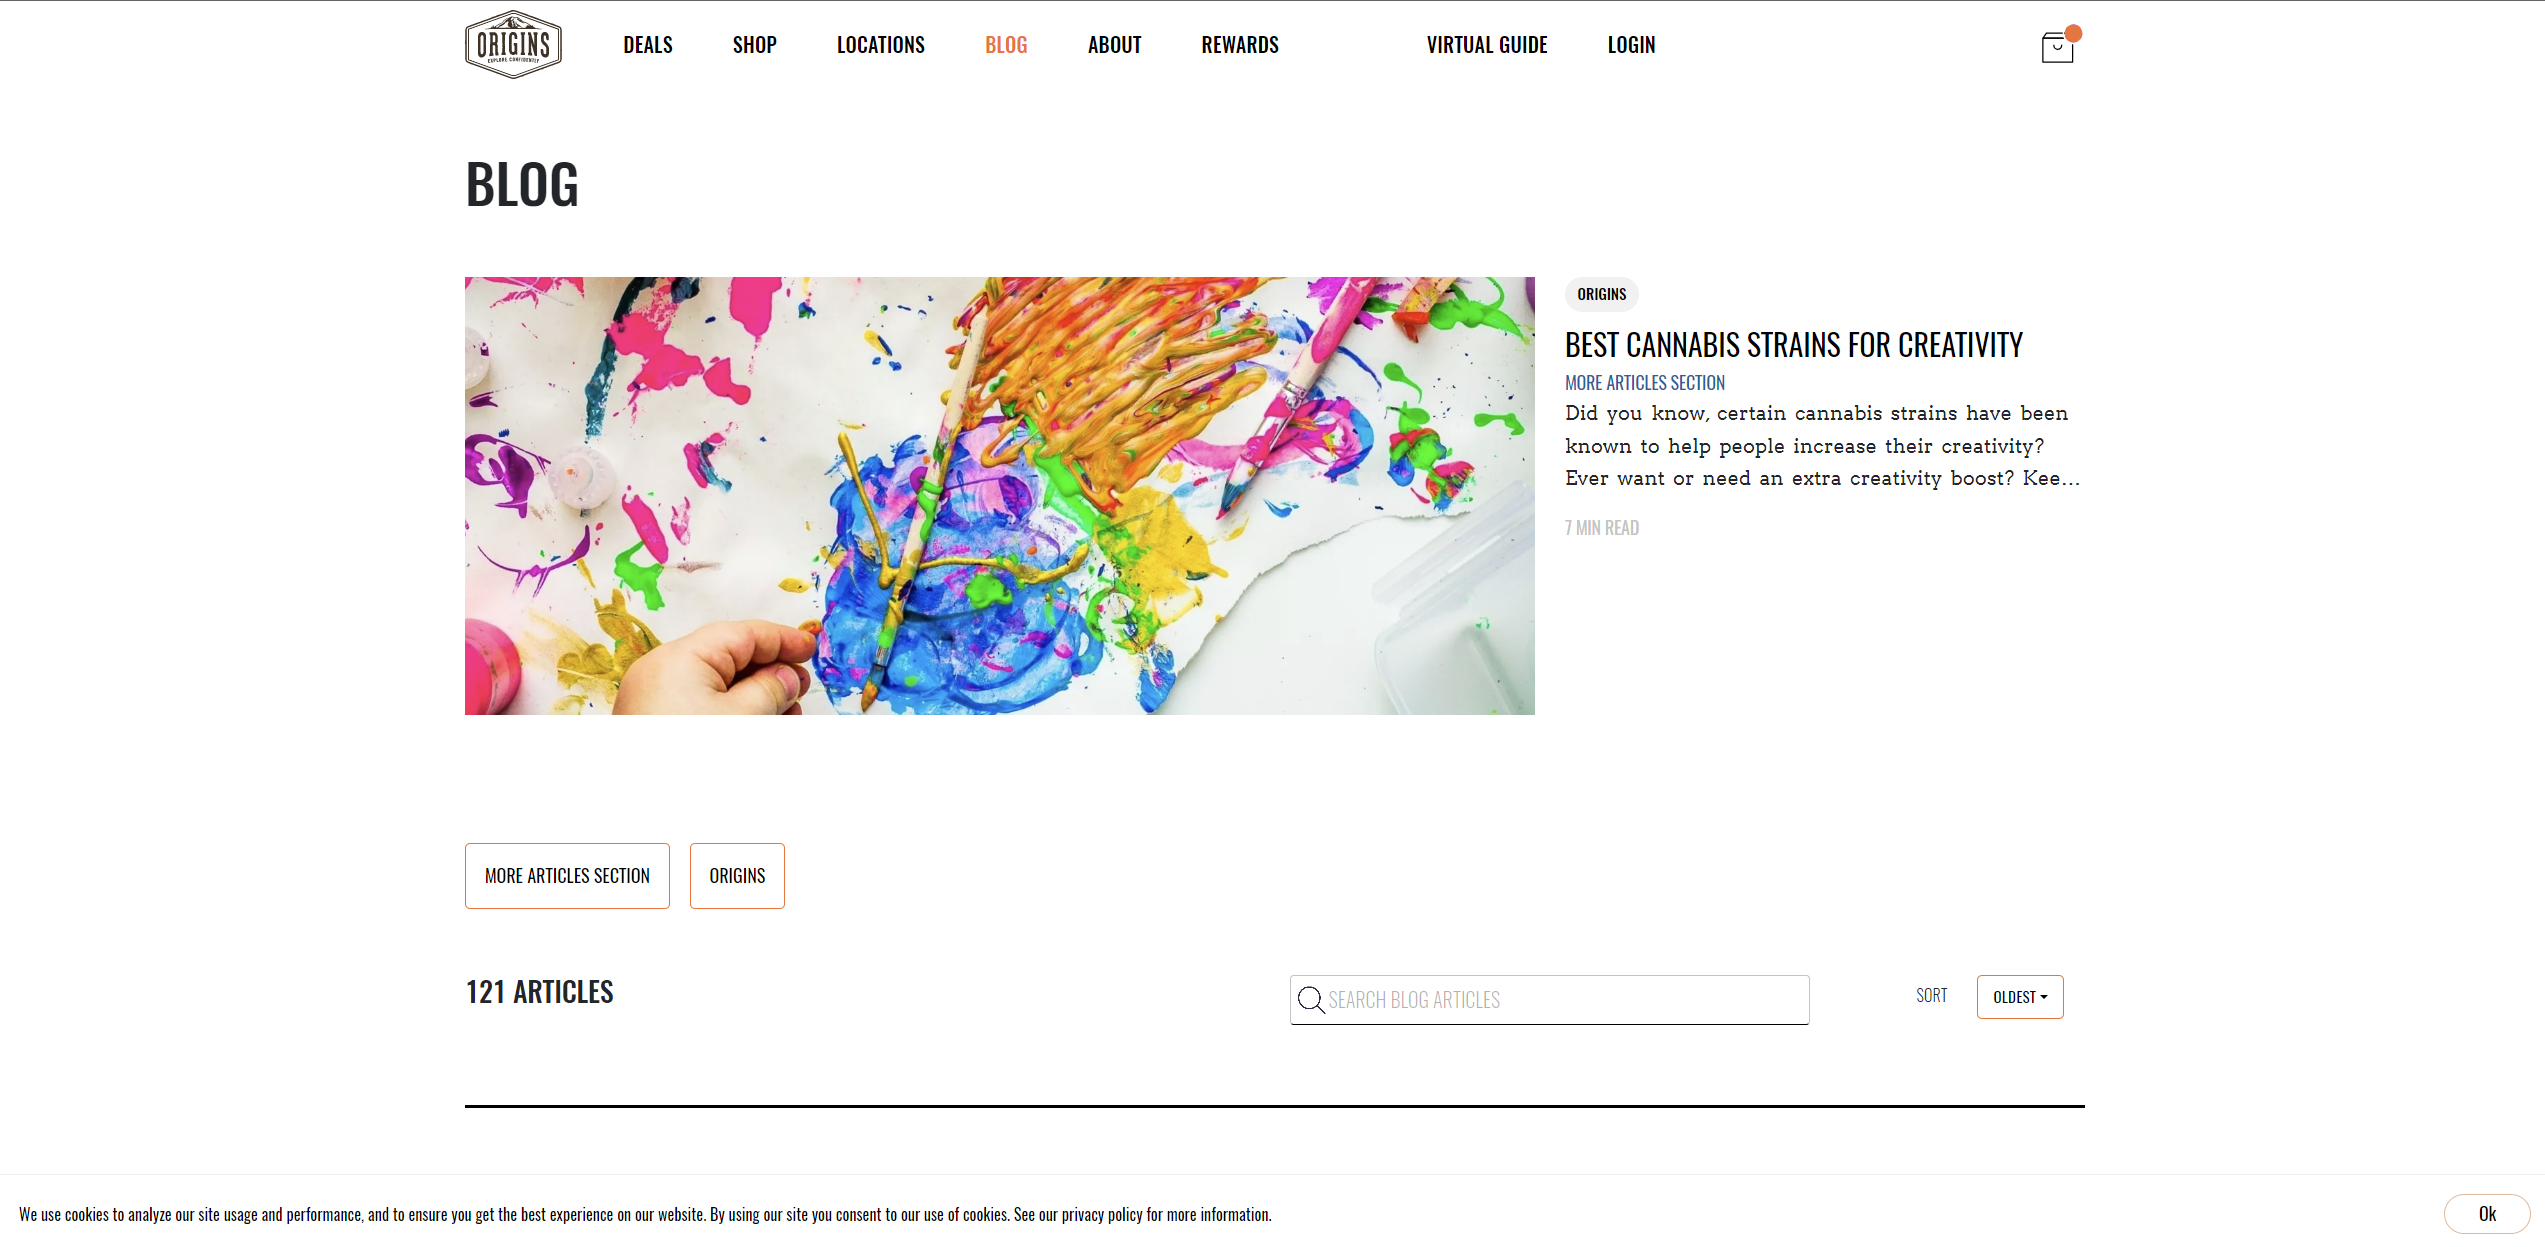 ORIGINS
EXPLORE CONFIDENTLY
DEALS
SHOP
LOCATIONS
BLOG
ABOUT
REWARDS
VIRTUAL GUIDE
LOGIN
BLOG
ORIGINS
BEST CANNABIS STRAINS FOR CREATIVITY
MORE ARTICLES SECTION
Did you know, certain cannabis strains have been
known to help people increase their creativity?
Ever want or need an extra creativity boost? Kee...
7 MIN READ
MORE ARTICLES SECTION
ORIGINS
121 ARTICLES
SEARCH BLOG ARTICLES
SORT
OLDEST
We use cookies to analyze our site usage and performance, and to ensure you get the best experience on our website. By using our site you consent to our use of cookies. See our privacy policy for more information.
Ok